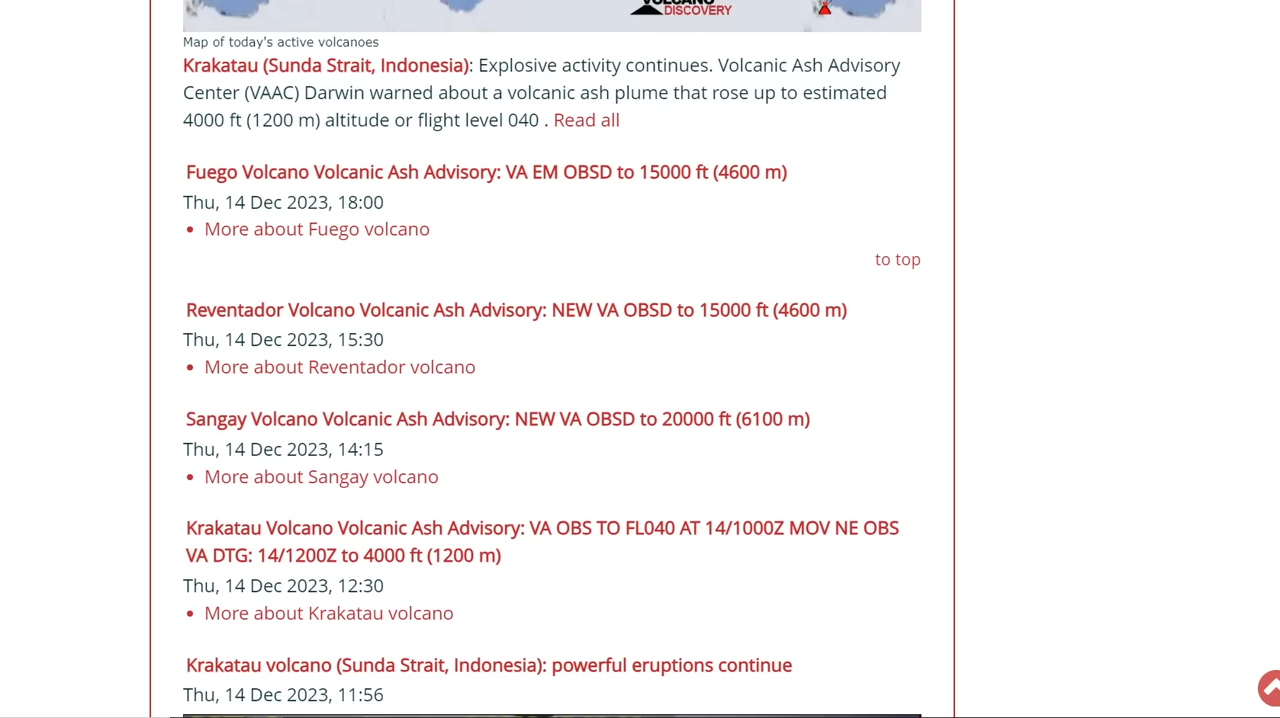 VOLCANO
DISCOVERY
Map of today's active volcanoes
Krakatau (Sunda Strait, Indonesia): Explosive activity continues. Volcanic Ash Advisory
Center (VAAC) Darwin warned about a volcanic ash plume that rose up to estimated
4000 ft (1200 m) altitude or flight level 040 . Read all
Fuego Volcano Volcanic Ash Advisory: VA EM OBSD to 15000 ft (4600 m)
Thu, 14 Dec 2023, 18:00
• More about Fuego volcano
to top
Reventador Volcano Volcanic Ash Advisory: NEW VA OBSD to 15000 ft (4600 m)
Thu, 14 Dec 2023, 15:30
• More about Reventador volcano
Sangay Volcano Volcanic Ash Advisory: NEW VA OBSD to 20000 ft (6100 m)
Thu, 14 Dec 2023, 14:15
• More about Sangay volcano
Krakatau Volcano Volcanic Ash Advisory: VA OBS TO FL040 AT 14/1000Z MOV NE OBS
VA DTG: 14/1200Z to 4000 ft (1200 m)
Thu, 14 Dec 2023, 12:30
• More about Krakatau volcano
Krakatau volcano (Sunda Strait, Indonesia): powerful eruptions continue
Thu, 14 Dec 2023, 11:56